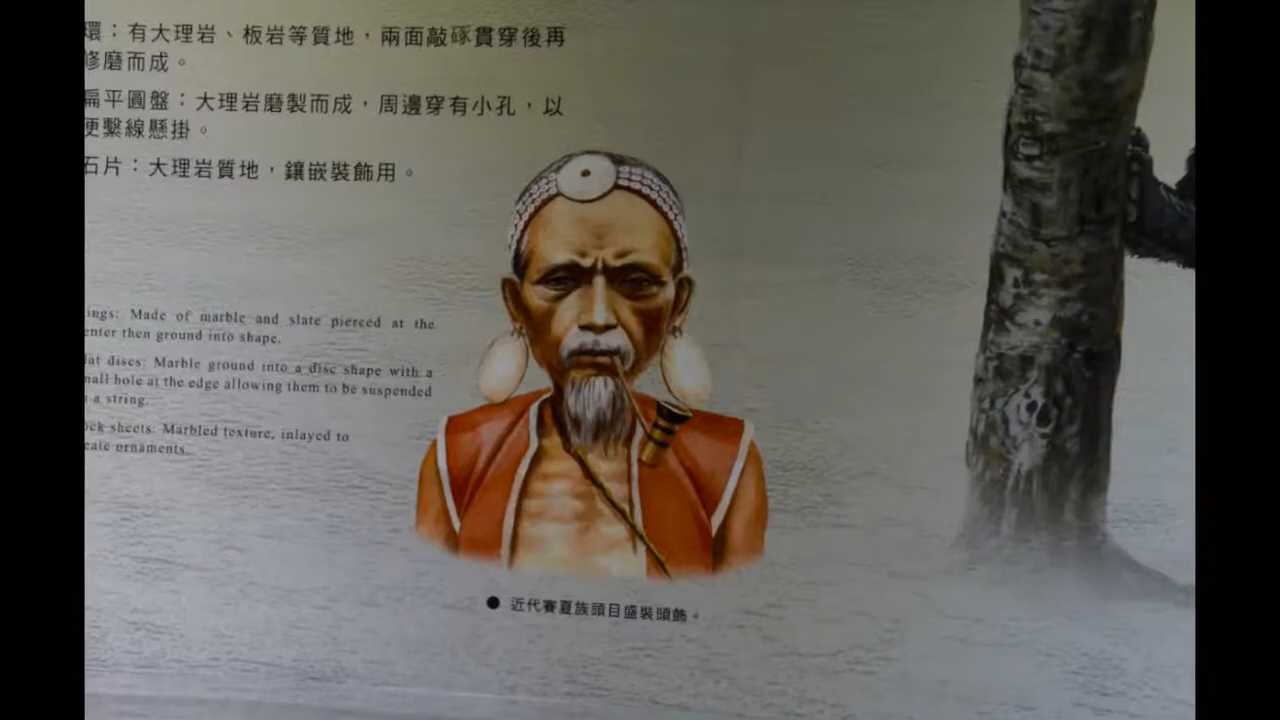 環：有大理岩、板岩等質地，兩面敲琢貫穿後再
修磨而成。
扁平圓盤：大理岩磨製而成，周邊穿有小孔，以
便繫線懸掛。
石片：大理岩質地，鑲嵌裝飾用。
ings: Made of marble and slate pierced at the
enter then ground into shape.
lat discs: Marble ground into a disc shape with a
mall hole at the edge allowing them to be suspended
a string.
ock sheets: Marbled texture, inlayed to
eate ornaments.
● 近代賽夏族頭目盛裝頭飾。